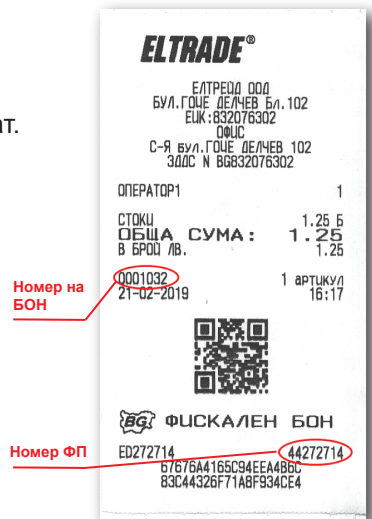 ат.
ELTRADE®
ЕЛТРЕЙД ООД
БУЛ.ГОЦЕ ДЕЛЧЕВ Бл.102
ЕИК:832076302
ОФИС
С-Я БУЛ.ГОЦЕ ДЕЛЧЕВ 102
ЗДДС N BG832076302
ОПЕРАТОР1 1
СТОКИ 1.25 Б
ОБЩА СУМА: 1.25
В БРОЙ ЛВ. 1.25
Номер на БОН
0001032 1 артикул
21-02-2019 16:17
BG ФИСКАЛЕН БОН
Номер ФП
ED272714 44272714
67676A4165C94EEA4B6C
83C44326F71A8F934CE4